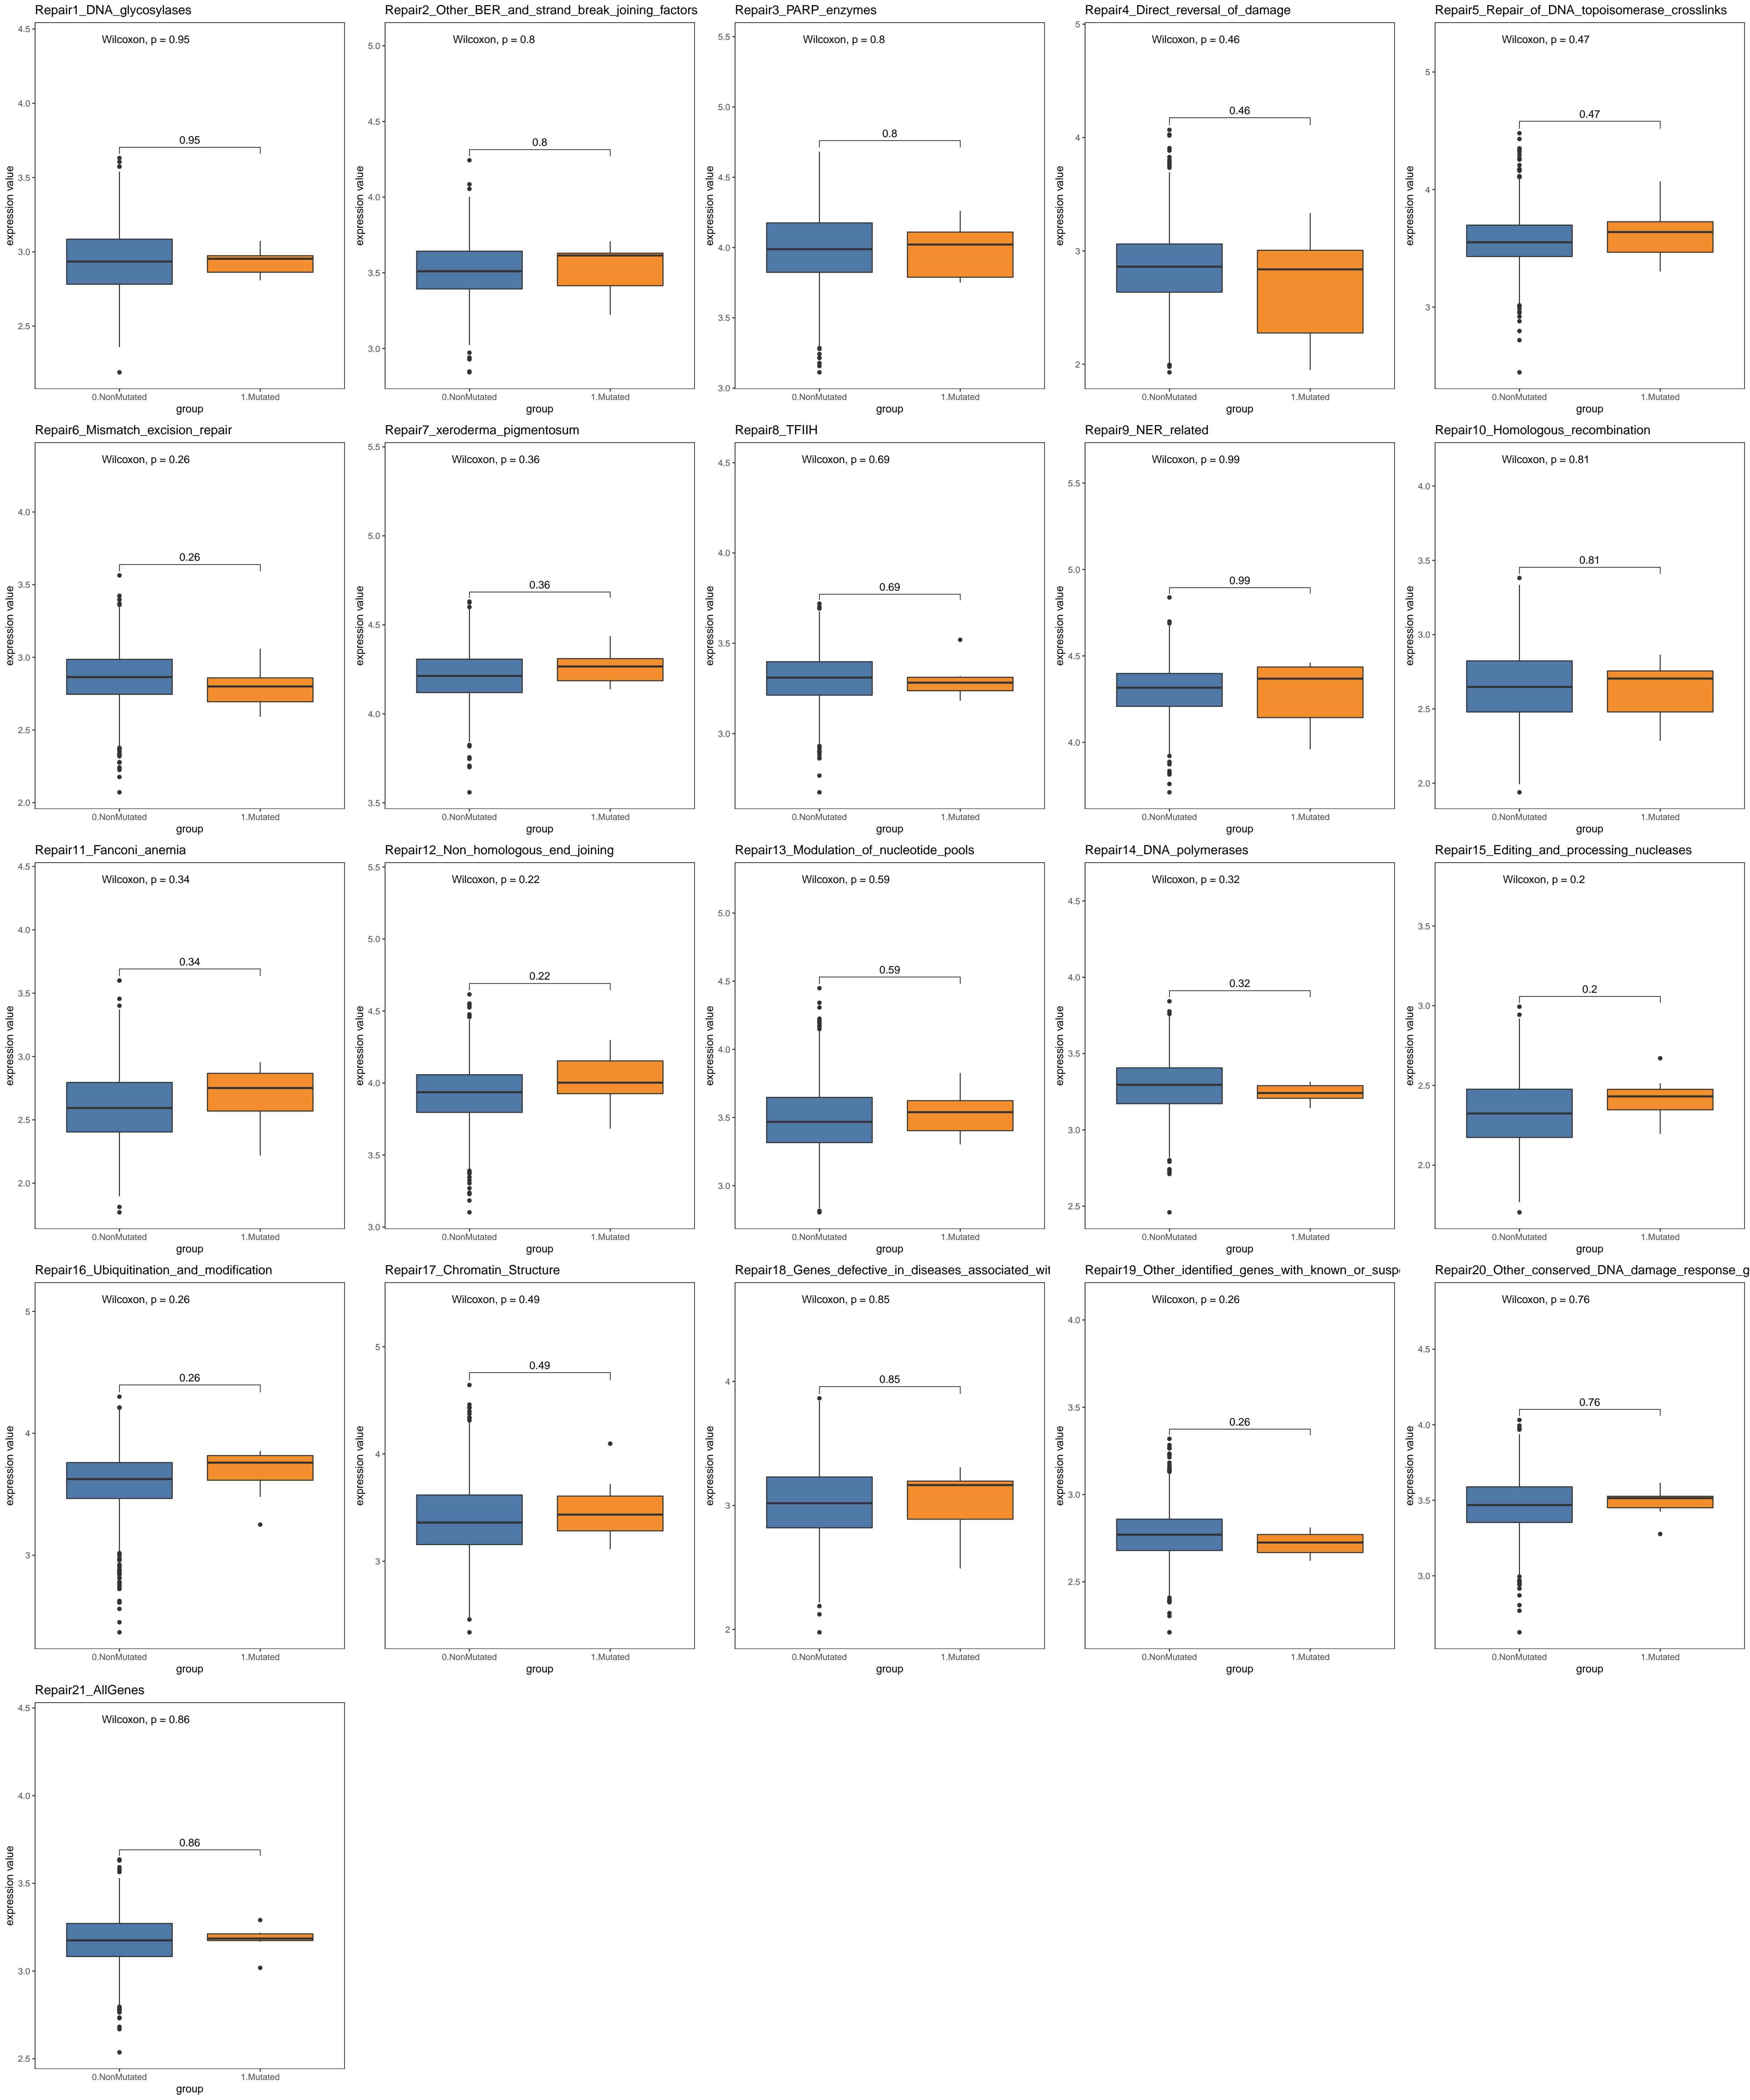 Repair1_DNA_glycosylases
Wilcoxon, p = 0.95
0.95
4.5
4.0
3.5
3.0
2.5
expression value
0.NonMutated
1.Mutated
group
Repair2_Other_BER_and_strand_break_joining_factors
Wilcoxon, p = 0.8
0.8
5.0
4.5
4.0
3.5
3.0
expression value
0.NonMutated
1.Mutated
group
Repair3_PARP_enzymes
Wilcoxon, p = 0.8
0.8
5.5
5.0
4.5
4.0
3.5
3.0
expression value
0.NonMutated
1.Mutated
group
Repair4_Direct_reversal_of_damage
Wilcoxon, p = 0.46
0.46
5
4
3
2
expression value
0.NonMutated
1.Mutated
group
Repair5_Repair_of_DNA_topoisomerase_crosslinks
Wilcoxon, p = 0.47
0.47
5
4
3
expression value
0.NonMutated
1.Mutated
group
Repair6_Mismatch_excision_repair
Wilcoxon, p = 0.26
0.26
4.0
3.5
3.0
2.5
2.0
expression value
0.NonMutated
1.Mutated
group
Repair7_xeroderma_pigmentosum
Wilcoxon, p = 0.36
0.36
5.5
5.0
4.5
4.0
3.5
expression value
0.NonMutated
1.Mutated
group
Repair8_TFIIH
Wilcoxon, p = 0.69
0.69
4.5
4.0
3.5
3.0
expression value
0.NonMutated
1.Mutated
group
Repair9_NER_related
Wilcoxon, p = 0.99
0.99
5.5
5.0
4.5
4.0
expression value
0.NonMutated
1.Mutated
group
Repair10_Homologous_recombination
Wilcoxon, p = 0.81
0.81
4.0
3.5
3.0
2.5
2.0
expression value
0.NonMutated
1.Mutated
group
Repair11_Fanconi_anemia
Wilcoxon, p = 0.34
0.34
4.5
4.0
3.5
3.0
2.5
2.0
expression value
0.NonMutated
1.Mutated
group
Repair12_Non_homologous_end_joining
Wilcoxon, p = 0.22
0.22
5.5
5.0
4.5
4.0
3.5
3.0
expression value
0.NonMutated
1.Mutated
group
Repair13_Modulation_of_nucleotide_pools
Wilcoxon, p = 0.59
0.59
5.0
4.5
4.0
3.5
3.0
expression value
0.NonMutated
1.Mutated
group
Repair14_DNA_polymerases
Wilcoxon, p = 0.32
0.32
4.5
4.0
3.5
3.0
2.5
expression value
0.NonMutated
1.Mutated
group
Repair15_Editing_and_processing_nucleases
Wilcoxon, p = 0.2
0.2
3.5
3.0
2.5
2.0
expression value
0.NonMutated
1.Mutated
group
Repair16_Ubiquitination_and_modification
Wilcoxon, p = 0.26
0.26
5
4
3
expression value
0.NonMutated
1.Mutated
group
Repair17_Chromatin_Structure
Wilcoxon, p = 0.49
0.49
5
4
3
expression value
0.NonMutated
1.Mutated
group
Repair18_Genes_defective_in_diseases_associated_wit
Wilcoxon, p = 0.85
0.85
4
3
2
expression value
0.NonMutated
1.Mutated
group
Repair19_Other_identified_genes_with_known_or_susp
Wilcoxon, p = 0.26
0.26
4.0
3.5
3.0
2.5
expression value
0.NonMutated
1.Mutated
group
Repair20_Other_conserved_DNA_damage_response_g
Wilcoxon, p = 0.76
0.76
4.5
4.0
3.5
3.0
expression value
0.NonMutated
1.Mutated
group
Repair21_AllGenes
Wilcoxon, p = 0.86
0.86
4.5
4.0
3.5
3.0
2.5
expression value
0.NonMutated
1.Mutated
group